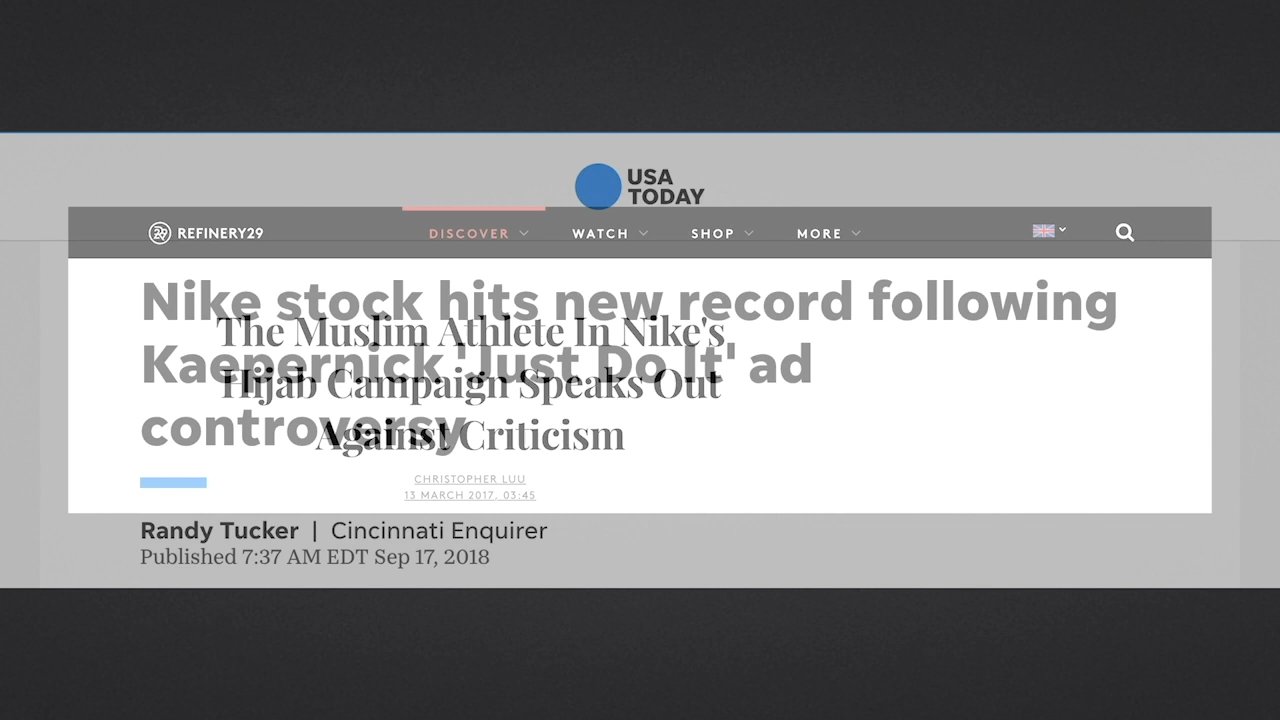 USA
TODAY
REFINERY29
DISCOVER WATCH SHOP MORE
Nike stock hits new record following
Kaepernick 'Just Do It' ad
controversy
The Muslim Athlete In Nike's
Hijab Campaign Speaks Out
Against Criticism
CHRISTOPHER LUU
13 MARCH 2017, 03:45
Randy Tucker | Cincinnati Enquirer
Published 7:37 AM EDT Sep 17, 2018